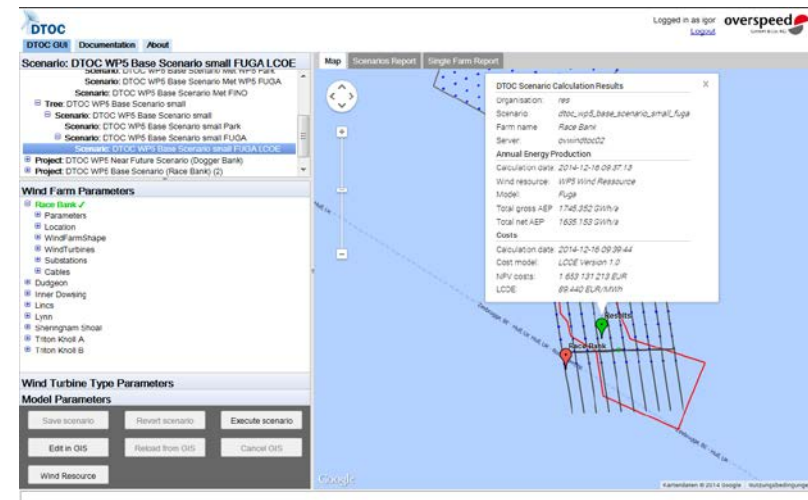 DTOC
Logged in as igor
Logout
overspeed
DTOC GUI Documentation About
Scenario: DTOC WP5 Base Scenario small FUGA LCOE
Scenario: DTOC WP5 Base Scenario Met WP5 Park
Scenario: DTOC WP5 Base Scenario Met WP5 FUGA
Scenario: DTOC WP5 Base Scenario Met FINO
Tree: DTOC WP5 Base Scenario small
Scenario: DTOC WP5 Base Scenario small
Scenario: DTOC WP5 Base Scenario small Park
Scenario: DTOC WP5 Base Scenario small FUGA
Scenario: DTOC WP5 Base Scenario small FUGA LCOE
Project: DTOC WP5 Near Future Scenario (Dogger Bank)
Project: DTOC WP5 Base Scenario (Race Bank) (2)
Wind Farm Parameters
Race Bank ✓
Parameters
Location
WindFarmShape
WindTurbines
Substations
Cables
Dudgeon
Inner Dowsing
Lincs
Lynn
Sheringham Shoal
Triton Knoll A
Triton Knoll B
Wind Turbine Type Parameters
Model Parameters
Save scenario Revert scenario Execute scenario
Edit in GIS Reload from GIS Cancel GIS
Wind Resource
Map Scenarios Report Single Farm Report
DTOC Scenario Calculation Results X
Organisation: res
Scenario: dtoc_wp5_base_scenario_small_fuga
Farm name Race Bank
Server: ovwindtoc02
Annual Energy Production
Calculation date: 2014-12-16 09:37:13
Wind resource: WP5 Wind Ressource
Model: Fuga
Total gross AEP 1745.352 GWh/a
Total net AEP 1635.153 GWh/a
Costs
Calculation date: 2014-12-16 09:39:44
Cost model: LCOE Version 1.0
NPV costs: 1 653 131 213 EUR
LCOE: 89.440 EUR/MWh
Results
Race Bank
Google
Kartendaten © 2014 Google Nutzungsbedingungen